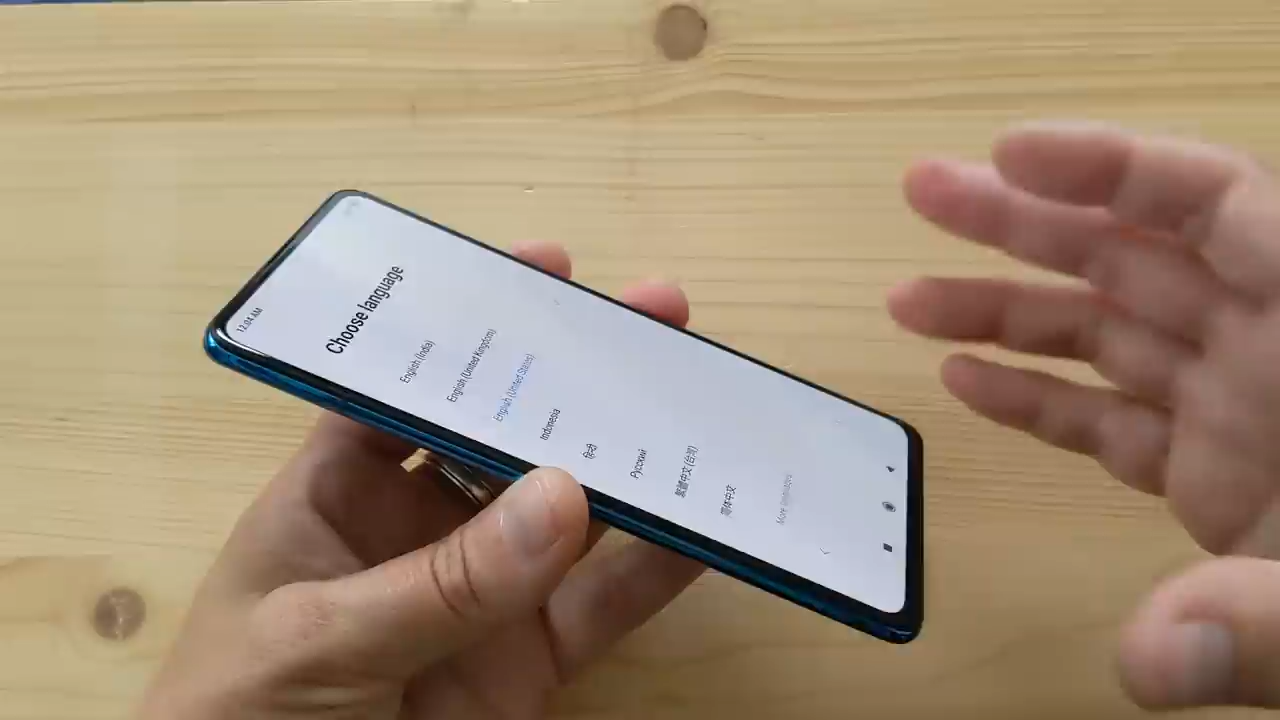 12:04 AM
Choose language
English (India)
English (United Kingdom)
English (United States)
Indonesia
हिन्दी
Русский
繁體中文 (台灣)
简体中文
More languages